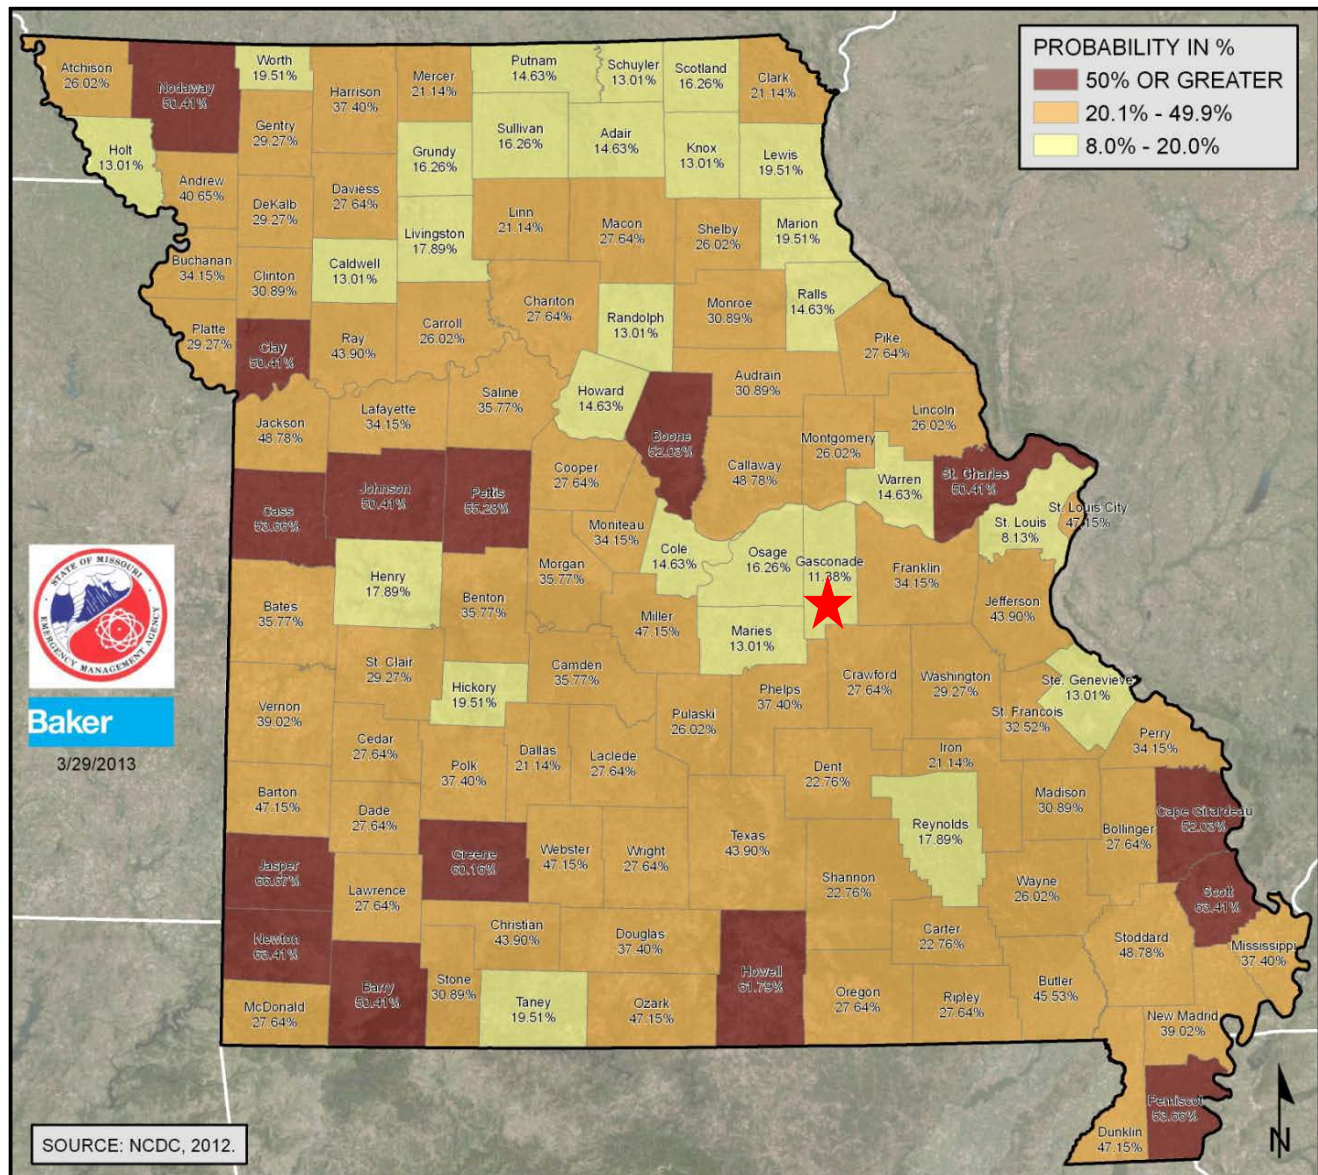 PROBABILITY IN %
50% OR GREATER
20.1% - 49.9%
8.0% - 20.0%
Atchison
26.02%
Nodaway
50.41%
Worth
19.51%
Harrison
37.40%
Mercer
21.14%
Putnam
14.63%
Schuyler
13.01%
Scotland
16.26%
Clark
21.14%
Holt
13.01%
Gentry
29.27%
Grundy
16.26%
Sullivan
16.26%
Adair
14.63%
Knox
13.01%
Lewis
19.51%
Andrew
40.65%
DeKalb
29.27%
Daviess
27.64%
Livingston
17.89%
Linn
21.14%
Macon
27.64%
Shelby
26.02%
Marion
19.51%
Buchanan
34.15%
Clinton
30.89%
Caldwell
13.01%
Platte
29.27%
Clay
50.41%
Ray
43.90%
Carroll
26.02%
Chariton
27.64%
Randolph
13.01%
Monroe
30.89%
Ralls
14.63%
Pike
27.64%
Jackson
48.78%
Lafayette
34.15%
Saline
35.77%
Howard
14.63%
Boone
52.03%
Audrain
30.89%
Callaway
48.78%
Montgomery
26.02%
Lincoln
26.02%
Warren
14.63%
St. Charles
50.41%
St. Louis
8.13%
St. Louis City
47.15%
Cass
53.66%
Johnson
50.41%
Pettis
55.28%
Cooper
27.64%
Moniteau
34.15%
Cole
14.63%
Osage
16.26%
Gasconade
11.38%
Franklin
34.15%
Jefferson
43.90%
Henry
17.89%
Benton
35.77%
Morgan
35.77%
Miller
47.15%
Maries
13.01%
Bates
35.77%
St. Clair
29.27%
Hickory
19.51%
Camden
35.77%
Pulaski
26.02%
Phelps
37.40%
Crawford
27.64%
Washington
29.27%
St. Francois
32.52%
Ste. Genevieve
13.01%
Perry
34.15%
Vernon
39.02%
Cedar
27.64%
Polk
37.40%
Dallas
21.14%
Laclede
27.64%
Dent
22.76%
Iron
21.14%
Madison
30.89%
Bollinger
27.64%
Cape Girardeau
52.03%
Barton
47.15%
Dade
27.64%
Greene
60.16%
Webster
47.15%
Wright
27.64%
Texas
43.90%
Shannon
22.76%
Reynolds
17.89%
Wayne
26.02%
Scott
63.41%
Jasper
66.67%
Lawrence
27.64%
Newton
63.41%
Christian
43.90%
Douglas
37.40%
Howell
61.79%
Carter
22.76%
Stoddard
48.78%
Mississippi
37.40%
McDonald
27.64%
Barry
50.41%
Stone
30.89%
Taney
19.51%
Ozark
47.15%
Oregon
27.64%
Ripley
27.64%
Butler
45.53%
New Madrid
39.02%
Dunklin
47.15%
Pemiscot
53.66%
STATE OF MISSOURI
EMERGENCY MANAGEMENT AGENCY
Baker
3/29/2013
SOURCE: NCDC, 2012.
N